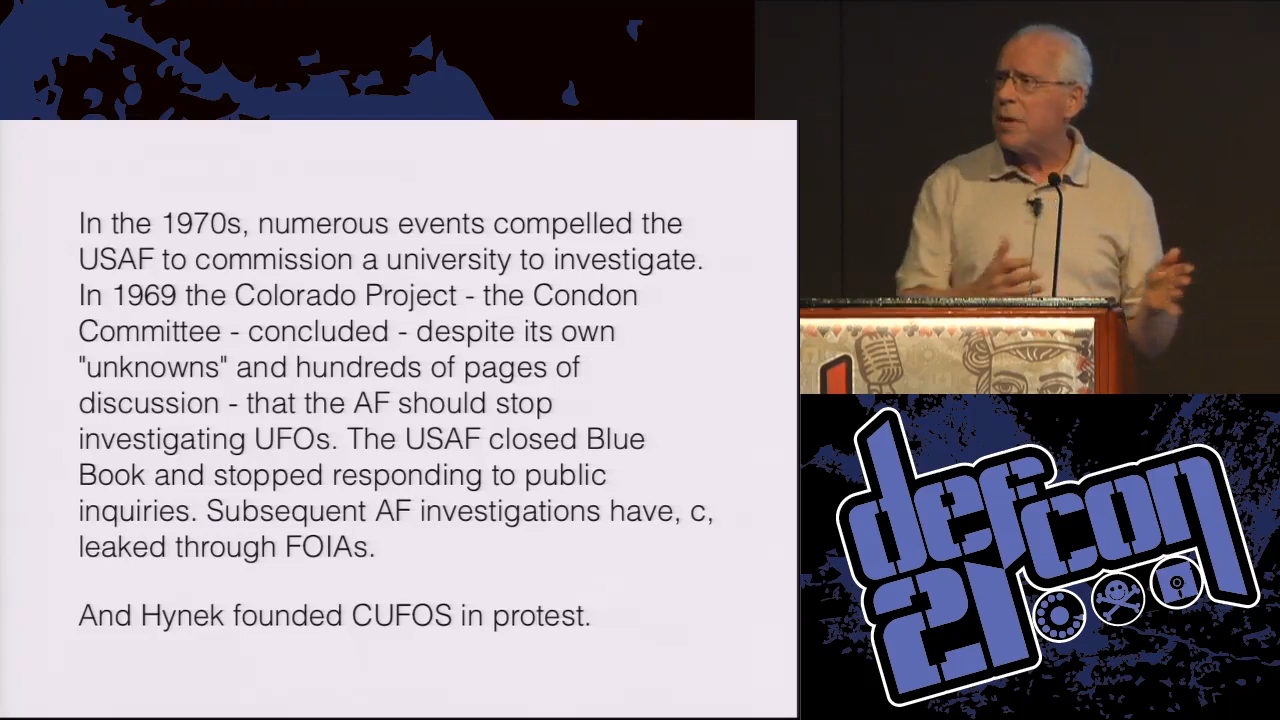 In the 1970s, numerous events compelled the
USAF to commission a university to investigate.
In 1969 the Colorado Project - the Condon
Committee - concluded - despite its own
"unknowns" and hundreds of pages of
discussion - that the AF should stop
investigating UFOs. The USAF closed Blue
Book and stopped responding to public
inquiries. Subsequent AF investigations have, c,
leaked through FOIAs.
And Hynek founded CUFOS in protest.
defcon
21